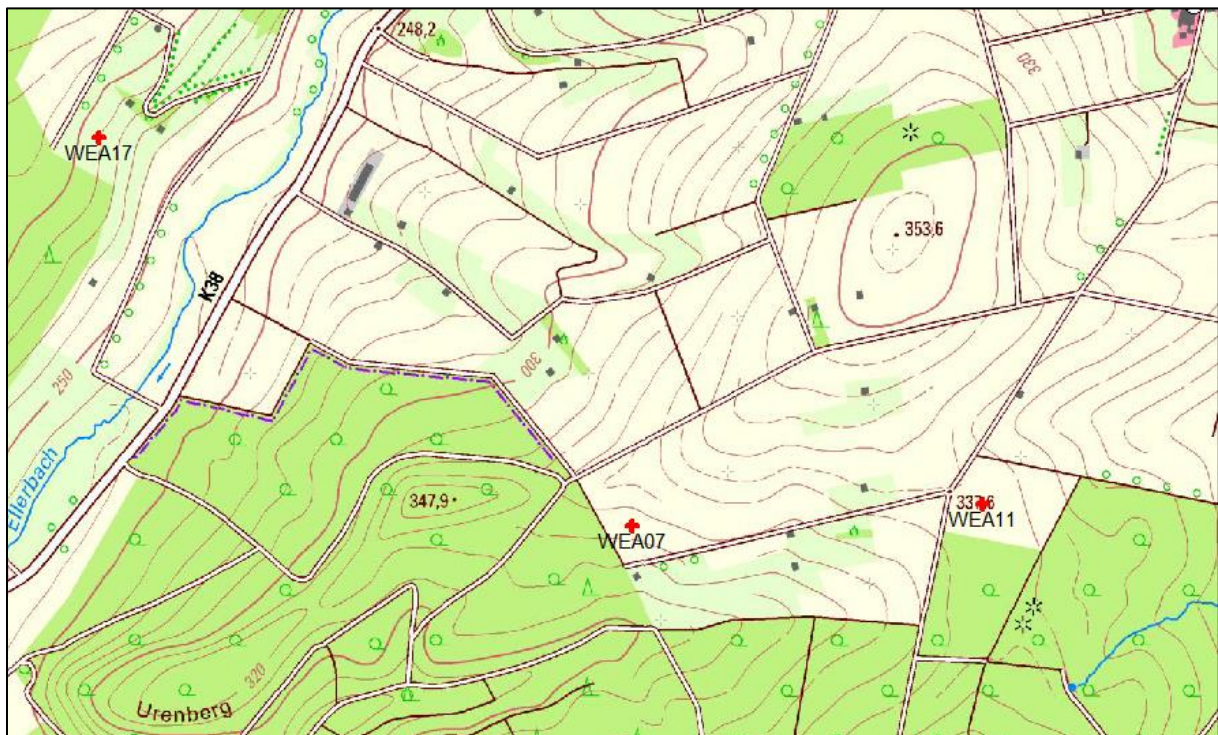 248,2
330
WEA17
353,6
K38
250
300
Ellerbach
347,9
WEA07
WEA11
320
Urenberg